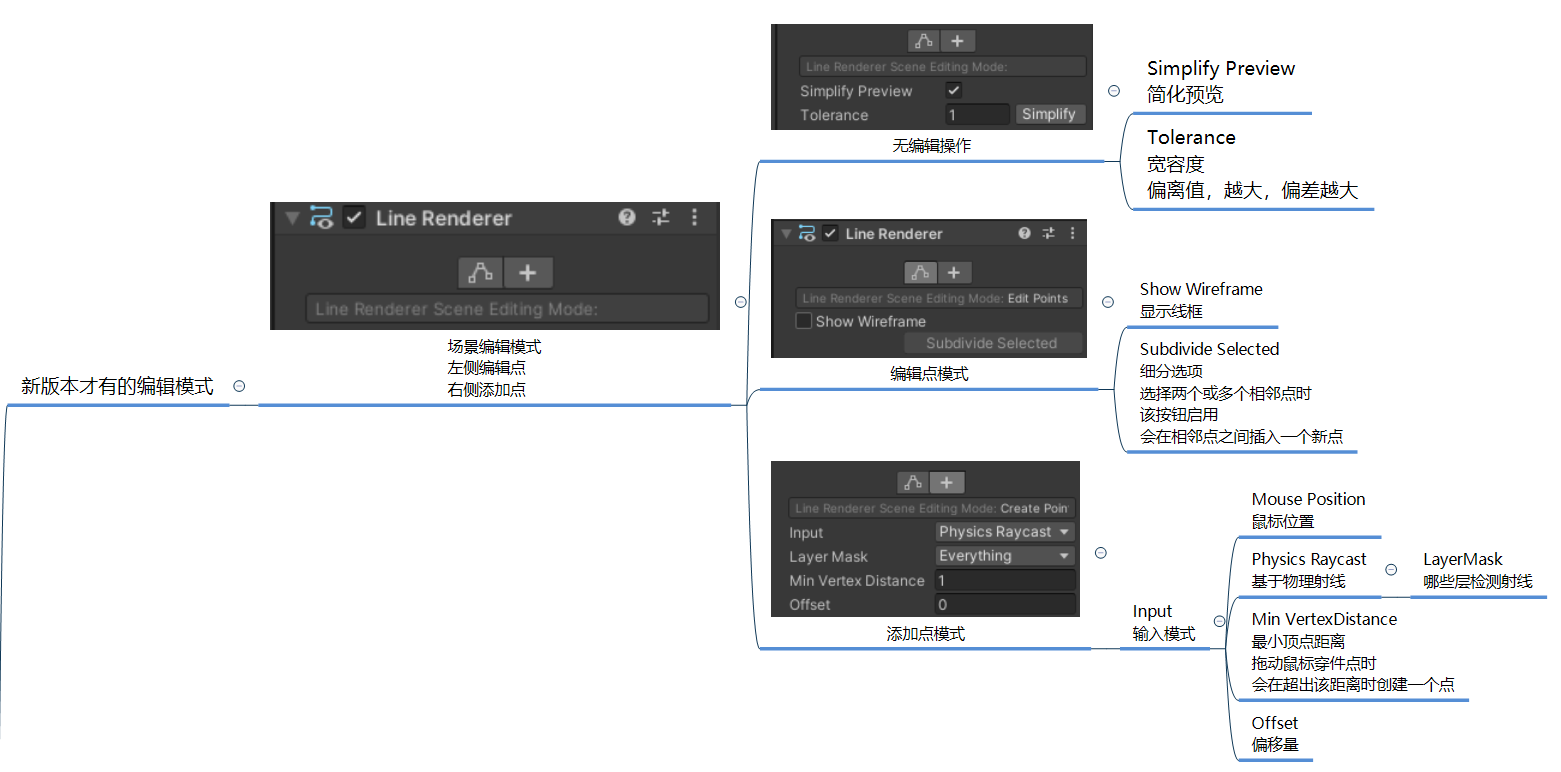 新版本才有的编辑模式
Line Renderer
Line Renderer Scene Editing Mode:
场景编辑模式
左侧编辑点
右侧添加点
Line Renderer Scene Editing Mode:
Simplify Preview
Tolerance 1 Simplify
无编辑操作
Simplify Preview
简化预览
Tolerance
宽容度
偏离值，越大，偏差越大
Line Renderer
Line Renderer Scene Editing Mode: Edit Points
Show Wireframe
Subdivide Selected
编辑点模式
Show Wireframe
显示线框
Subdivide Selected
细分选项
选择两个或多个相邻点时
该按钮启用
会在相邻点之间插入一个新点
Line Renderer Scene Editing Mode: Create Poin
Input Physics Raycast
Layer Mask Everything
Min Vertex Distance 1
Offset 0
添加点模式
Input
输入模式
Mouse Position
鼠标位置
Physics Raycast
基于物理射线
LayerMask
哪些层检测射线
Min VertexDistance
最小顶点距离
拖动鼠标穿件点时
会在超出该距离时创建一个点
Offset
偏移量